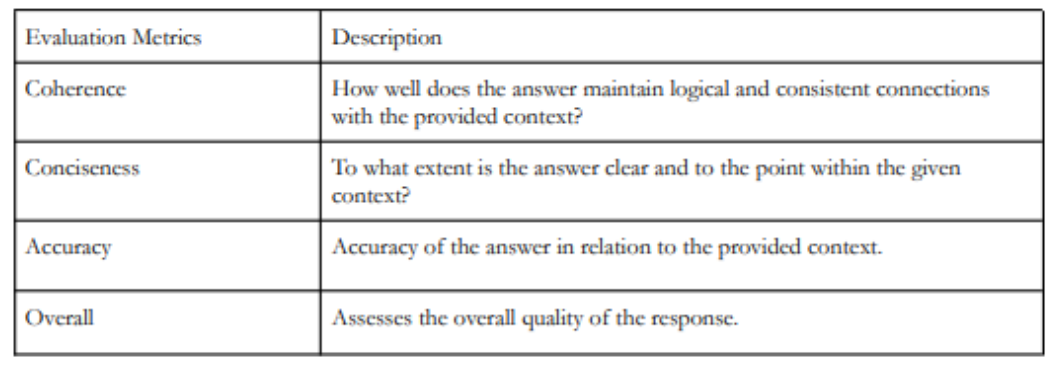 Evaluation Metrics
Description
Coherence
How well does the answer maintain logical and consistent connections
with the provided context?
Conciseness
To what extent is the answer clear and to the point within the given
context?
Accuracy
Accuracy of the answer in relation to the provided context.
Overall
Assesses the overall quality of the response.